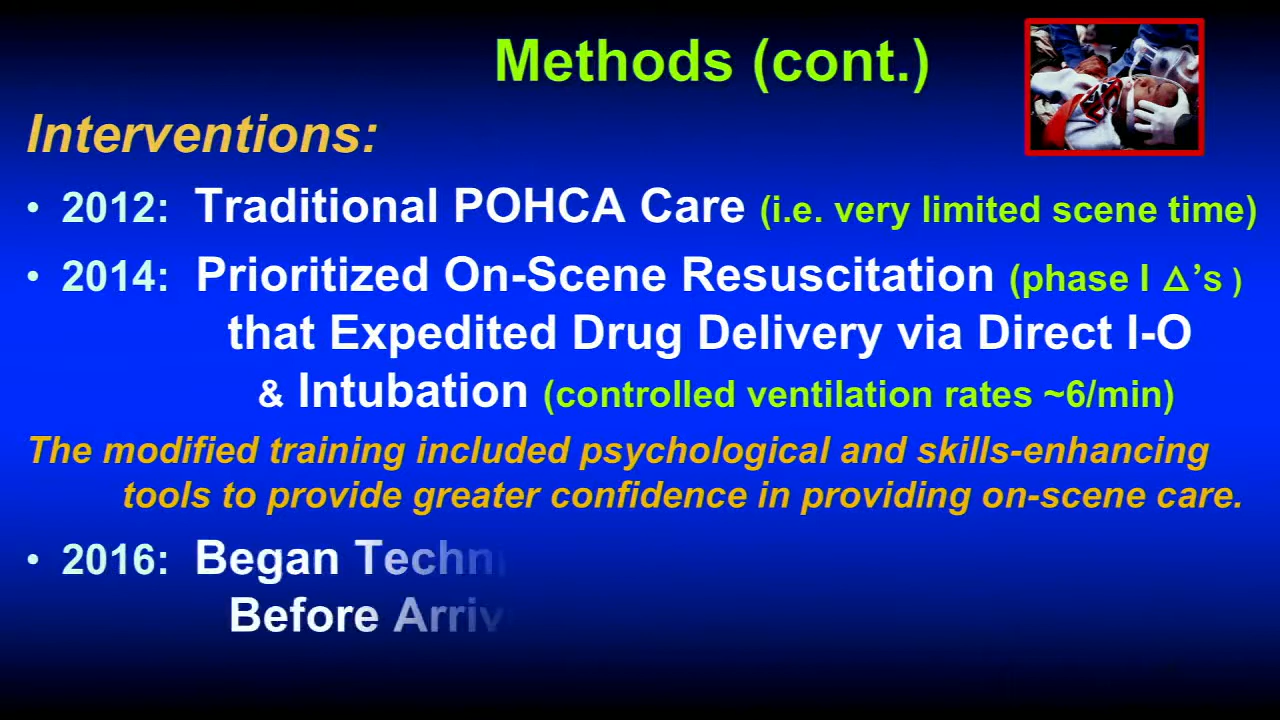 Methods (cont.)
Interventions:
• 2012: Traditional POHCA Care (i.e. very limited scene time)
• 2014: Prioritized On-Scene Resuscitation (phase I △’s )
that Expedited Drug Delivery via Direct I-O
& Intubation (controlled ventilation rates ~6/min)
The modified training included psychological and skills-enhancing
tools to provide greater confidence in providing on-scene care.
• 2016: Began
Before